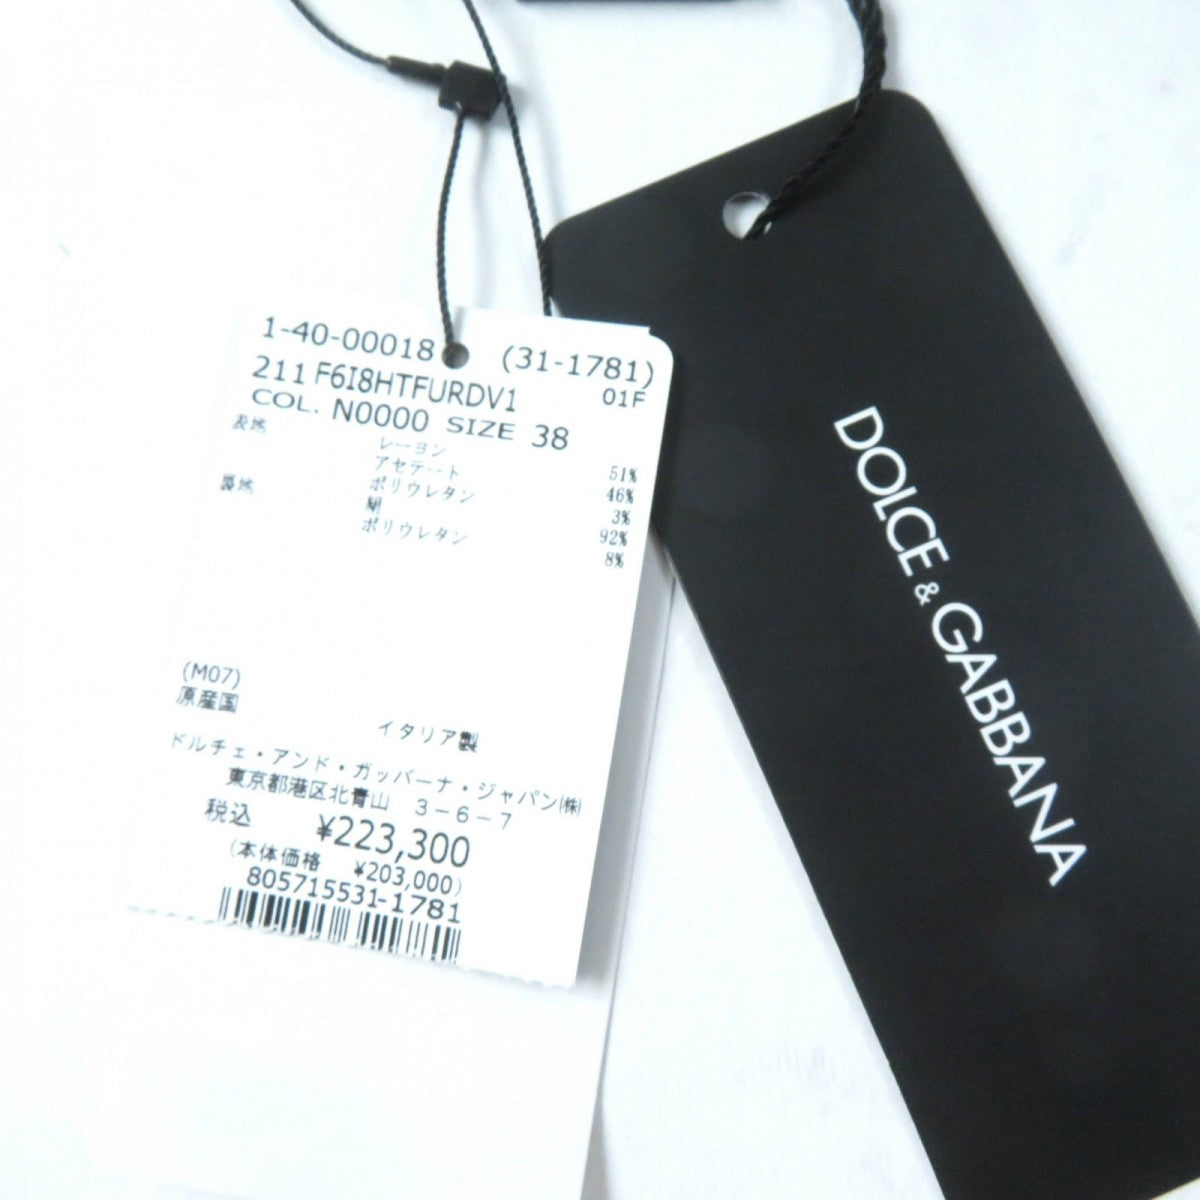 1-40-00018 (31-1781)
211 F6I8HTFURDV1 01F
COL. N0000 SIZE 38
表地
レーヨン 51%
アセテート 46%
ポリウレタン 3%
裏地
絹 92%
ポリウレタン 8%
(M07)
原産国
イタリア製
ドルチェ・アンド・ガッバーナ・ジャパン㈱
東京都港区北青山 3-6-7
税込 ¥223,300
(本体価格 ¥203,000)
805715531-1781
DOLCE & GABBANA